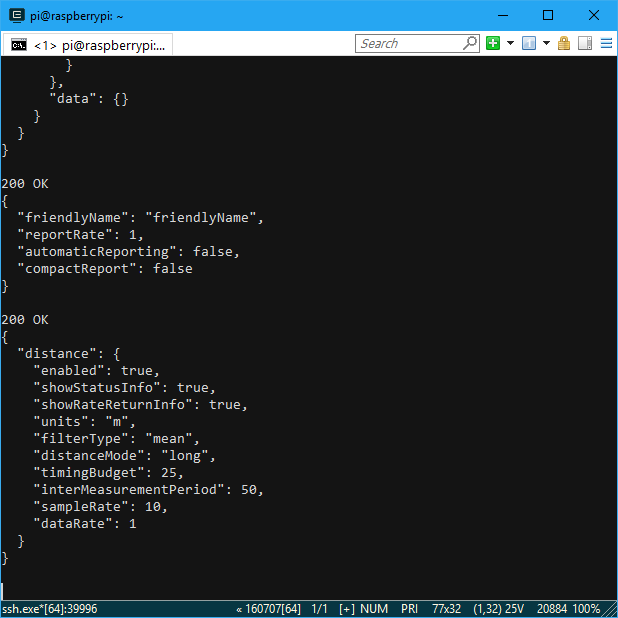 pi@raspberrypi: ~
<1> pi@raspberrypi:...
Search
      }
    },
    "data": {}
   }
  }
}
200 OK
{
  "friendlyName": "friendlyName",
  "reportRate": 1,
  "automaticReporting": false,
  "compactReport": false
}
200 OK
{
  "distance": {
    "enabled": true,
    "showStatusInfo": true,
    "showRateReturnInfo": true,
    "units": "m",
    "filterType": "mean",
    "distanceMode": "long",
    "timingBudget": 25,
    "interMeasurementPeriod": 50,
    "sampleRate": 10,
    "dataRate": 1
  }
}
ssh.exe*[64]:39996 « 160707[64] 1/1 [+] NUM PRI 77x32 (1,32) 25V 20884 100%